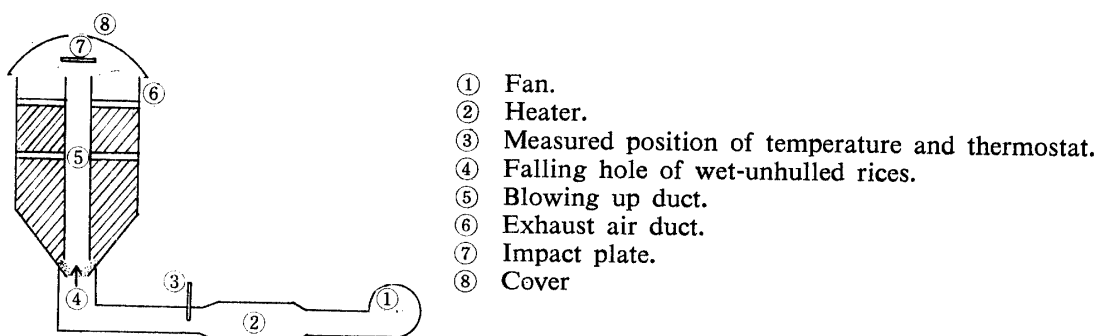 ⑧
⑦
⑥
⑤
③
④
②
①
① Fan.
② Heater.
③ Measured position of temperature and thermostat.
④ Falling hole of wet-unhulled rices.
⑤ Blowing up duct.
⑥ Exhaust air duct.
⑦ Impact plate.
⑧ Cover